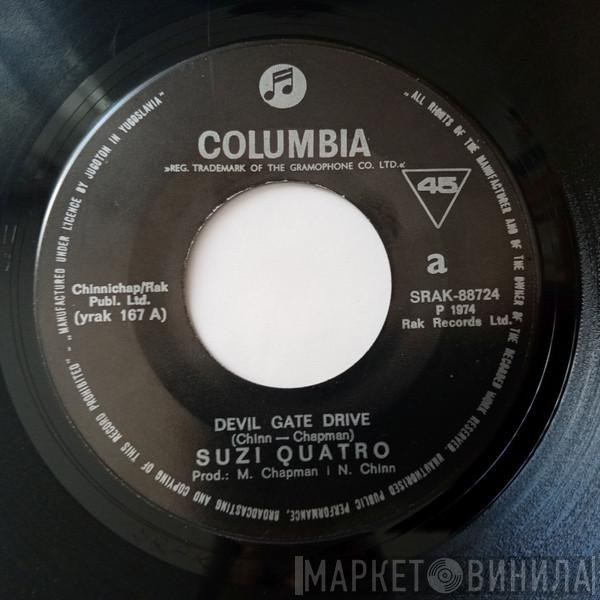 COLUMBIA
»REG. TRADEMARK OF THE GRAMOPHONE CO. LTD.«
45
a
SRAK-88724
P 1974
Rak Records Ltd.
Chinnichap/Rak
Publ. Ltd.
(yrak 167 A)
DEVIL GATE DRIVE
(Chinn — Chapman)
SUZI QUATRO
Prod.: M. Chapman i N. Chinn
"MANUFACTURED UNDER LICENCE BY JUGOTON IN YUGOSLAVIA"
"ALL RIGHTS OF THE MANUFACTURER AND OF THE OWNER OF THE RECORDED WORK RESERVED. UNAUTHORISED PUBLIC PERFORMANCE, BROADCASTING AND COPYING OF THIS RECORD PROHIBITED"
МАРКЕТ ВИНИЛА